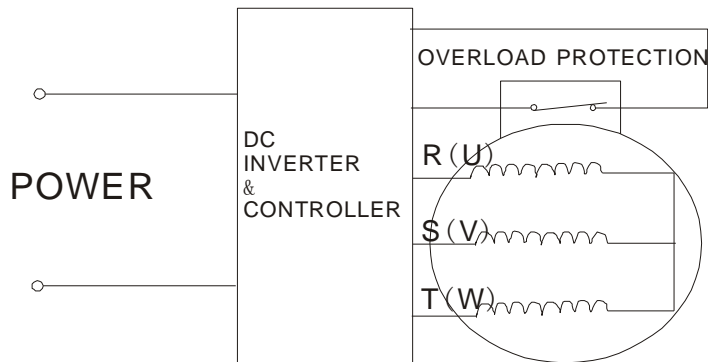 OVERLOAD PROTECTION
DC
INVERTER
&
CONTROLLER
POWER
R(U)
S(V)
T(W)